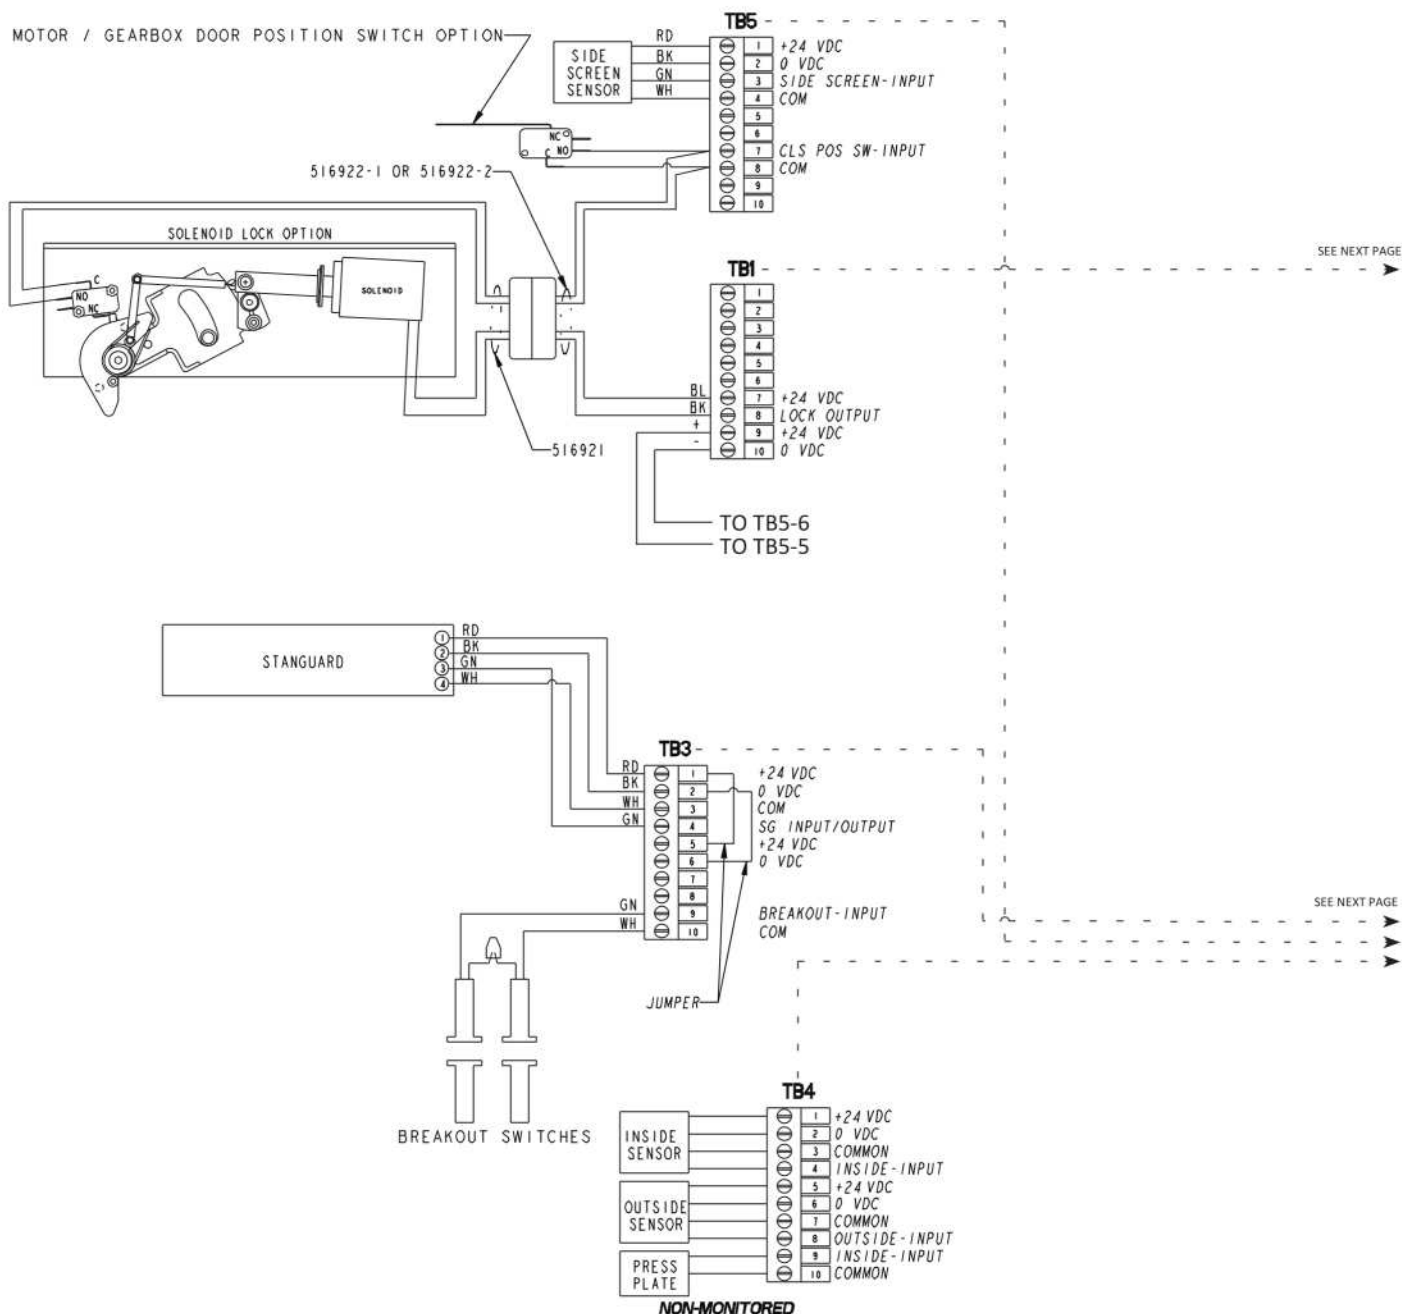 MOTOR / GEARBOX DOOR POSITION SWITCH OPTION
TB5
SIDE
SCREEN
SENSOR
RD
BK
GN
WH
1 +24 VDC
2 0 VDC
3 SIDE SCREEN-INPUT
4 COM
5
6
7 CLS POS SW-INPUT
8 COM
9
10
NC
C NO
516922-1 OR 516922-2
SOLENOID LOCK OPTION
C
NO
NC
SOLENOID
516921
SEE NEXT PAGE
TB1
1
2
3
4
5
6
BL 7 +24 VDC
BK 8 LOCK OUTPUT
+ 9 +24 VDC
- 10 0 VDC
TO TB5-6
TO TB5-5
STANGUARD
1 RD
2 BK
3 GN
4 WH
TB3
RD 1 +24 VDC
BK 2 0 VDC
WH 3 COM
GN 4 SG INPUT/OUTPUT
5 +24 VDC
6 0 VDC
7
8
GN 9 BREAKOUT-INPUT
WH 10 COM
JUMPER
BREAKOUT SWITCHES
SEE NEXT PAGE
TB4
INSIDE
SENSOR
OUTSIDE
SENSOR
PRESS
PLATE
1 +24 VDC
2 0 VDC
3 COMMON
4 INSIDE-INPUT
5 +24 VDC
6 0 VDC
7 COMMON
8 OUTSIDE-INPUT
9 INSIDE-INPUT
10 COMMON
NON-MONITORED